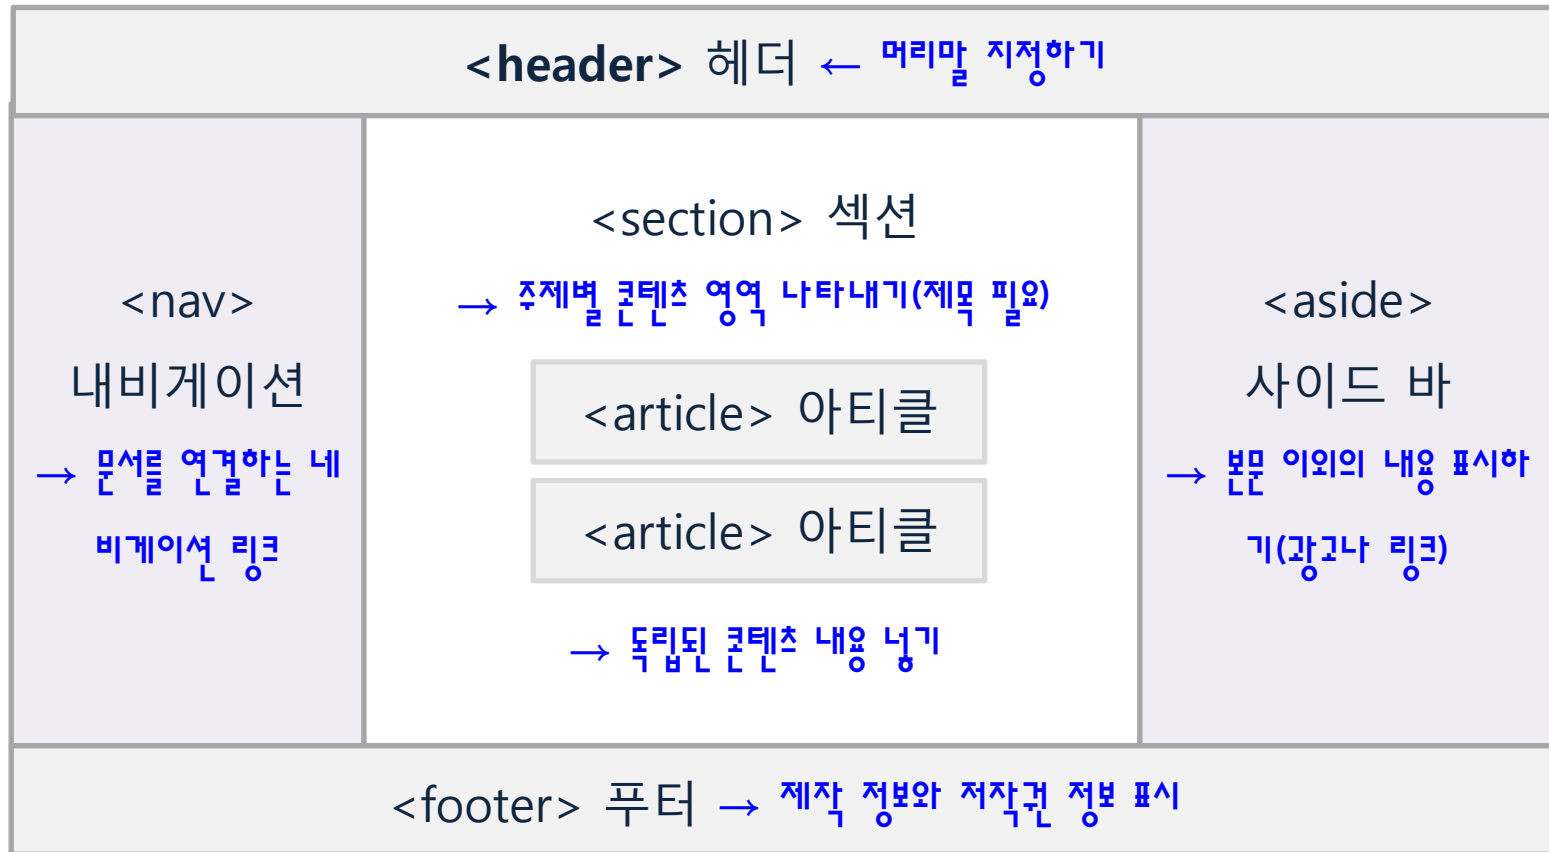 <header> 헤더 ← 머리말 지정하기
<nav>
내비게이션
→ 문서를 연결하는 네
비게이션 링크
<section> 섹션
→ 주제별 콘텐츠 영역 나타내기(제목 필요)
<article> 아티클
<article> 아티클
→ 독립된 콘텐츠 내용 넣기
<aside>
사이드 바
→ 본문 이외의 내용 표시하
기(광고나 링크)
<footer> 푸터 → 제작 정보와 저작권 정보 표시